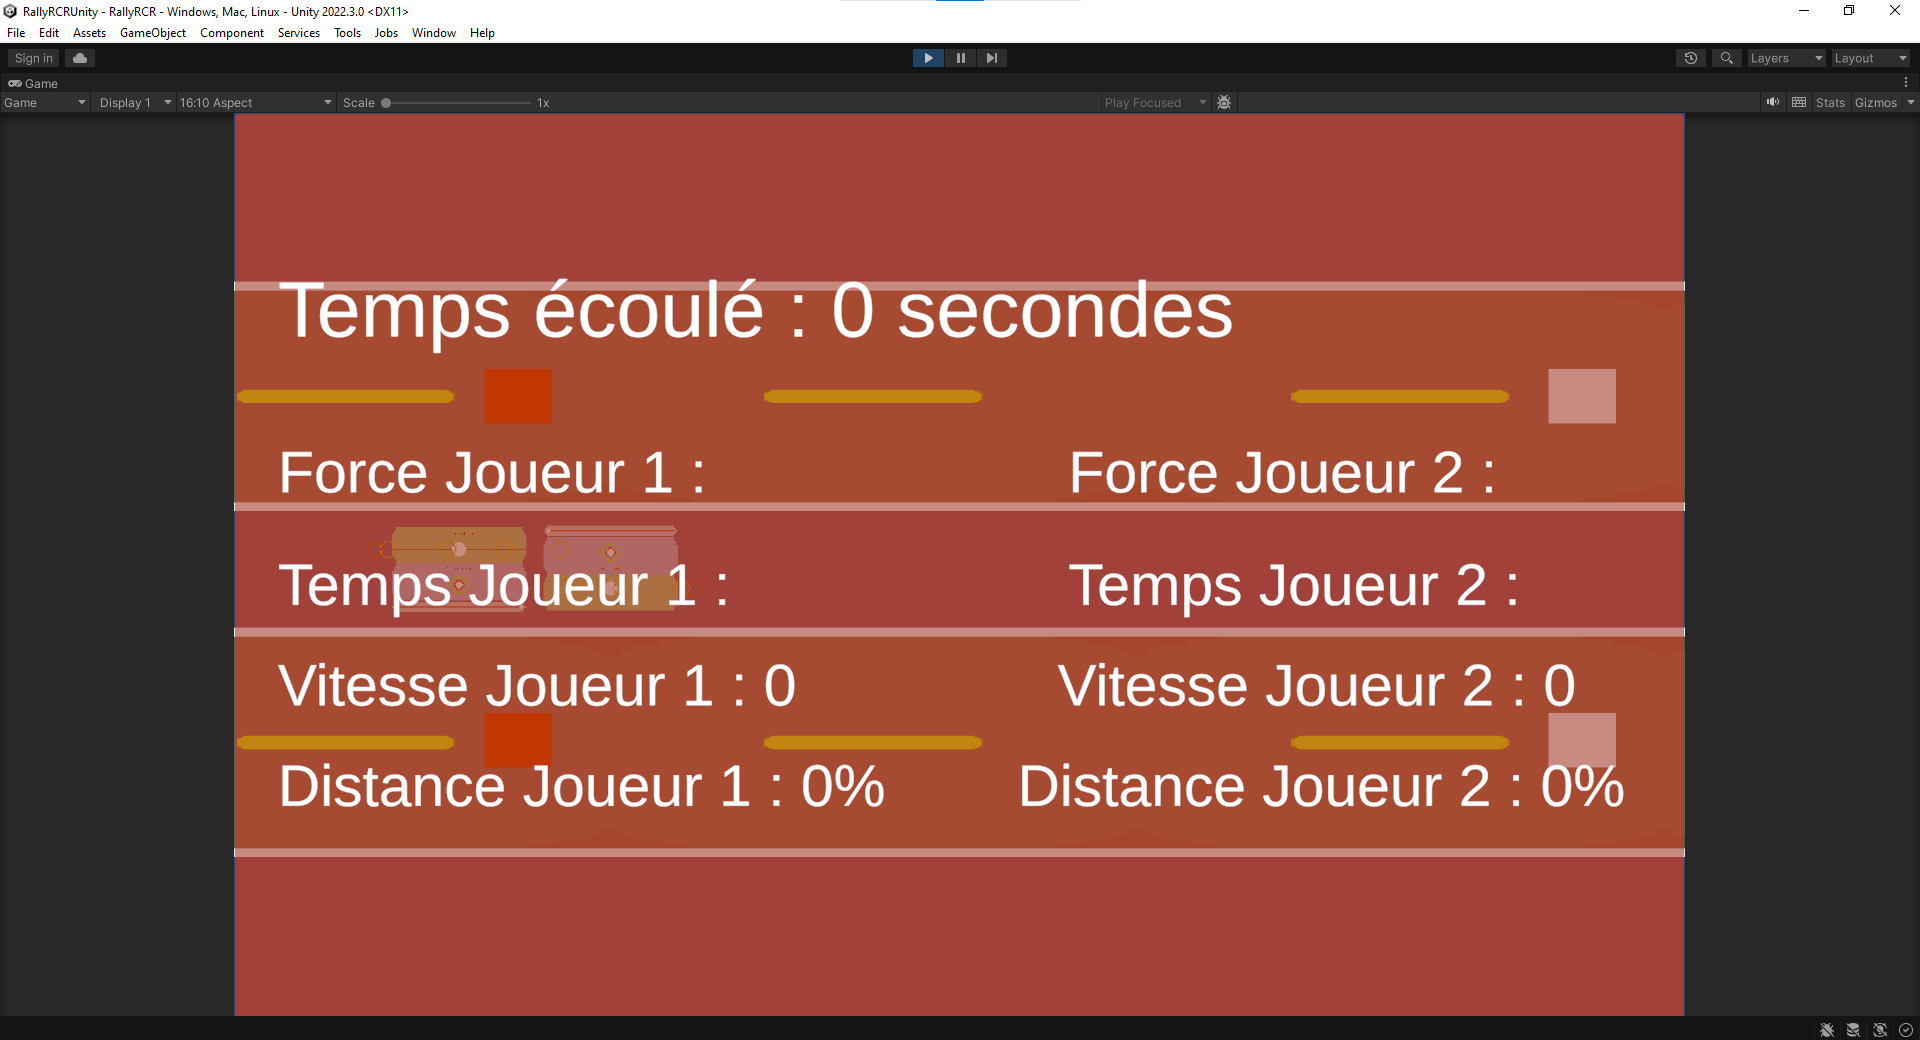 RallyRCRUnity - RallyRCR - Windows, Mac, Linux - Unity 2022.3.0 <DX11>
File Edit Assets GameObject Component Services Tools Jobs Window Help
Sign in Layers Layout
Game
Game Display 1 16:10 Aspect Scale 1x Play Focused Stats Gizmos
Temps écoulé : 0 secondes
Force Joueur 1 : Force Joueur 2 :
Temps Joueur 1 : Temps Joueur 2 :
Vitesse Joueur 1 : 0 Vitesse Joueur 2 : 0
Distance Joueur 1 : 0% Distance Joueur 2 : 0%